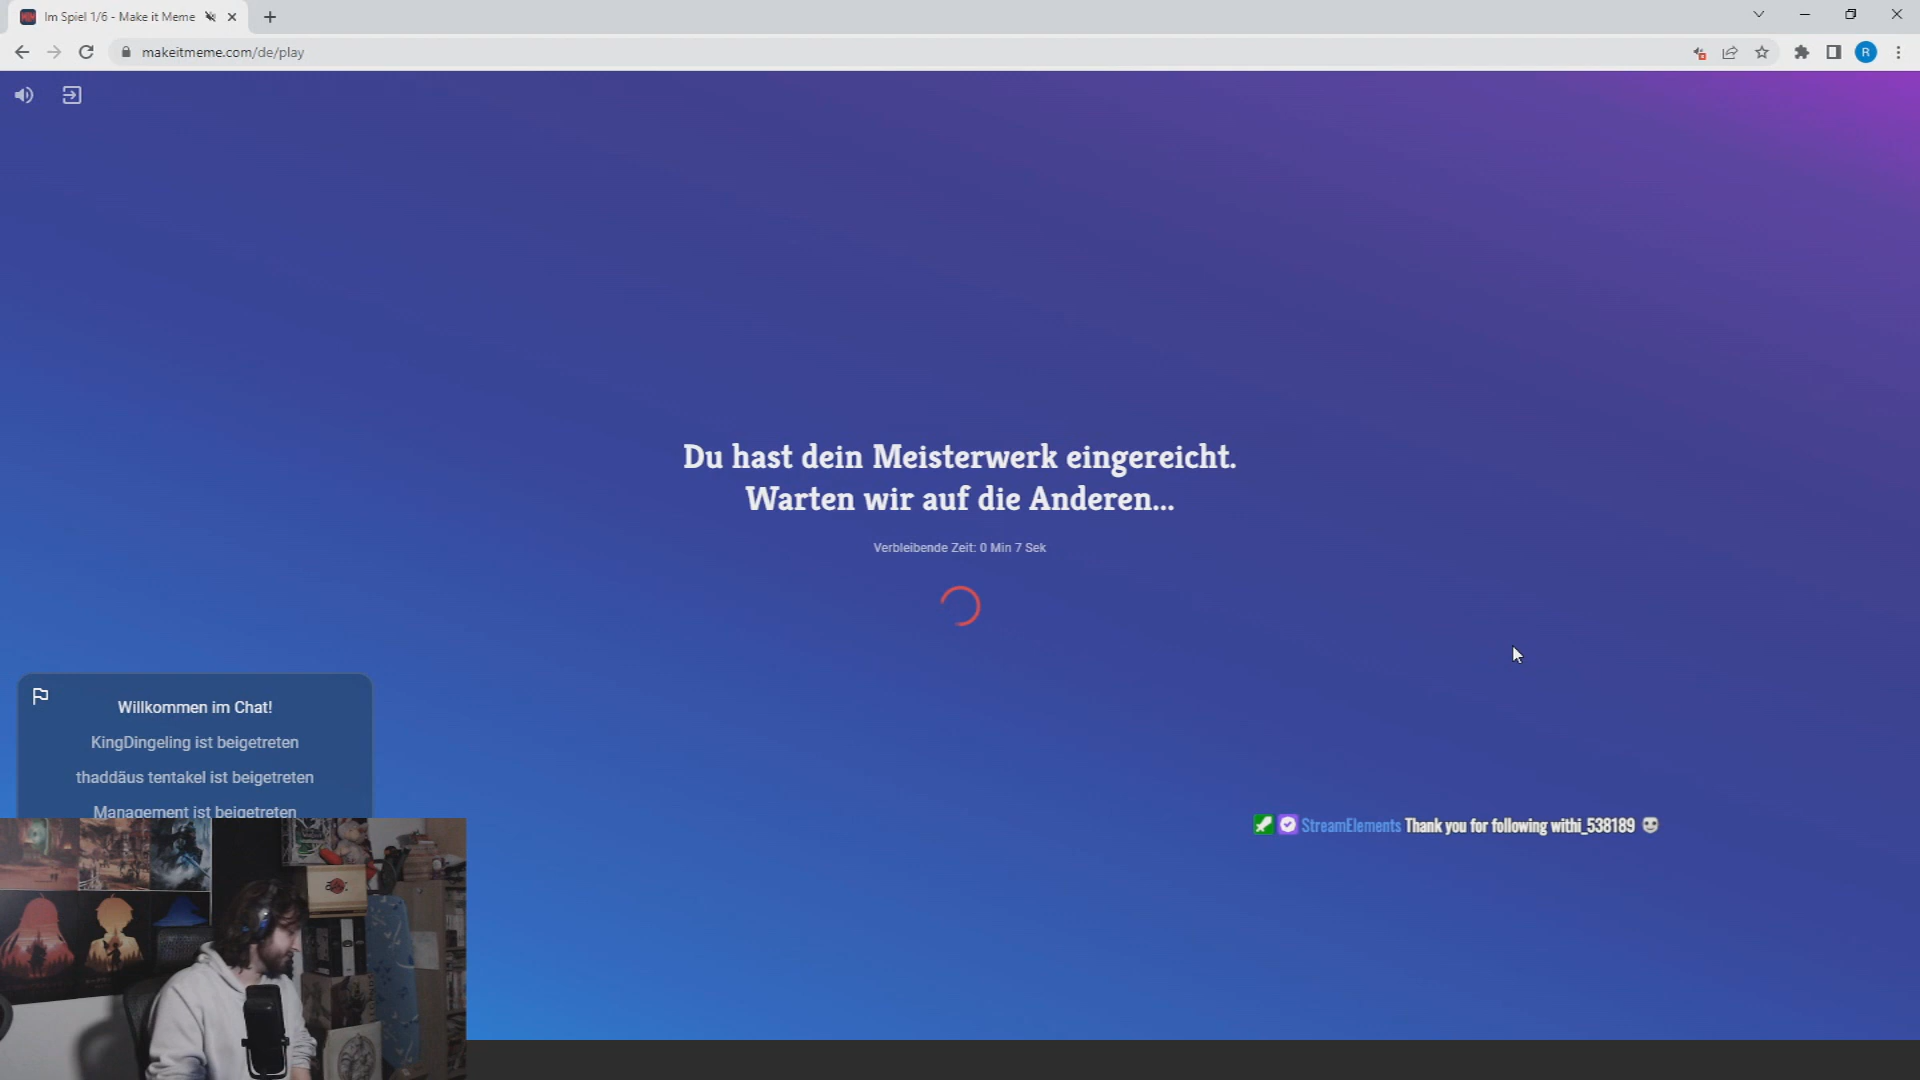 Im Spiel 1/6 - Make it Meme
makeitmeme.com/de/play
R
Du hast dein Meisterwerk eingereicht.
Warten wir auf die Anderen...
Verbleibende Zeit: 0 Min 7 Sek
Willkommen im Chat!
KingDingeling ist beigetreten
thaddäus tentakel ist beigetreten
Management ist beigetreten
StreamElements Thank you for following withi_538189